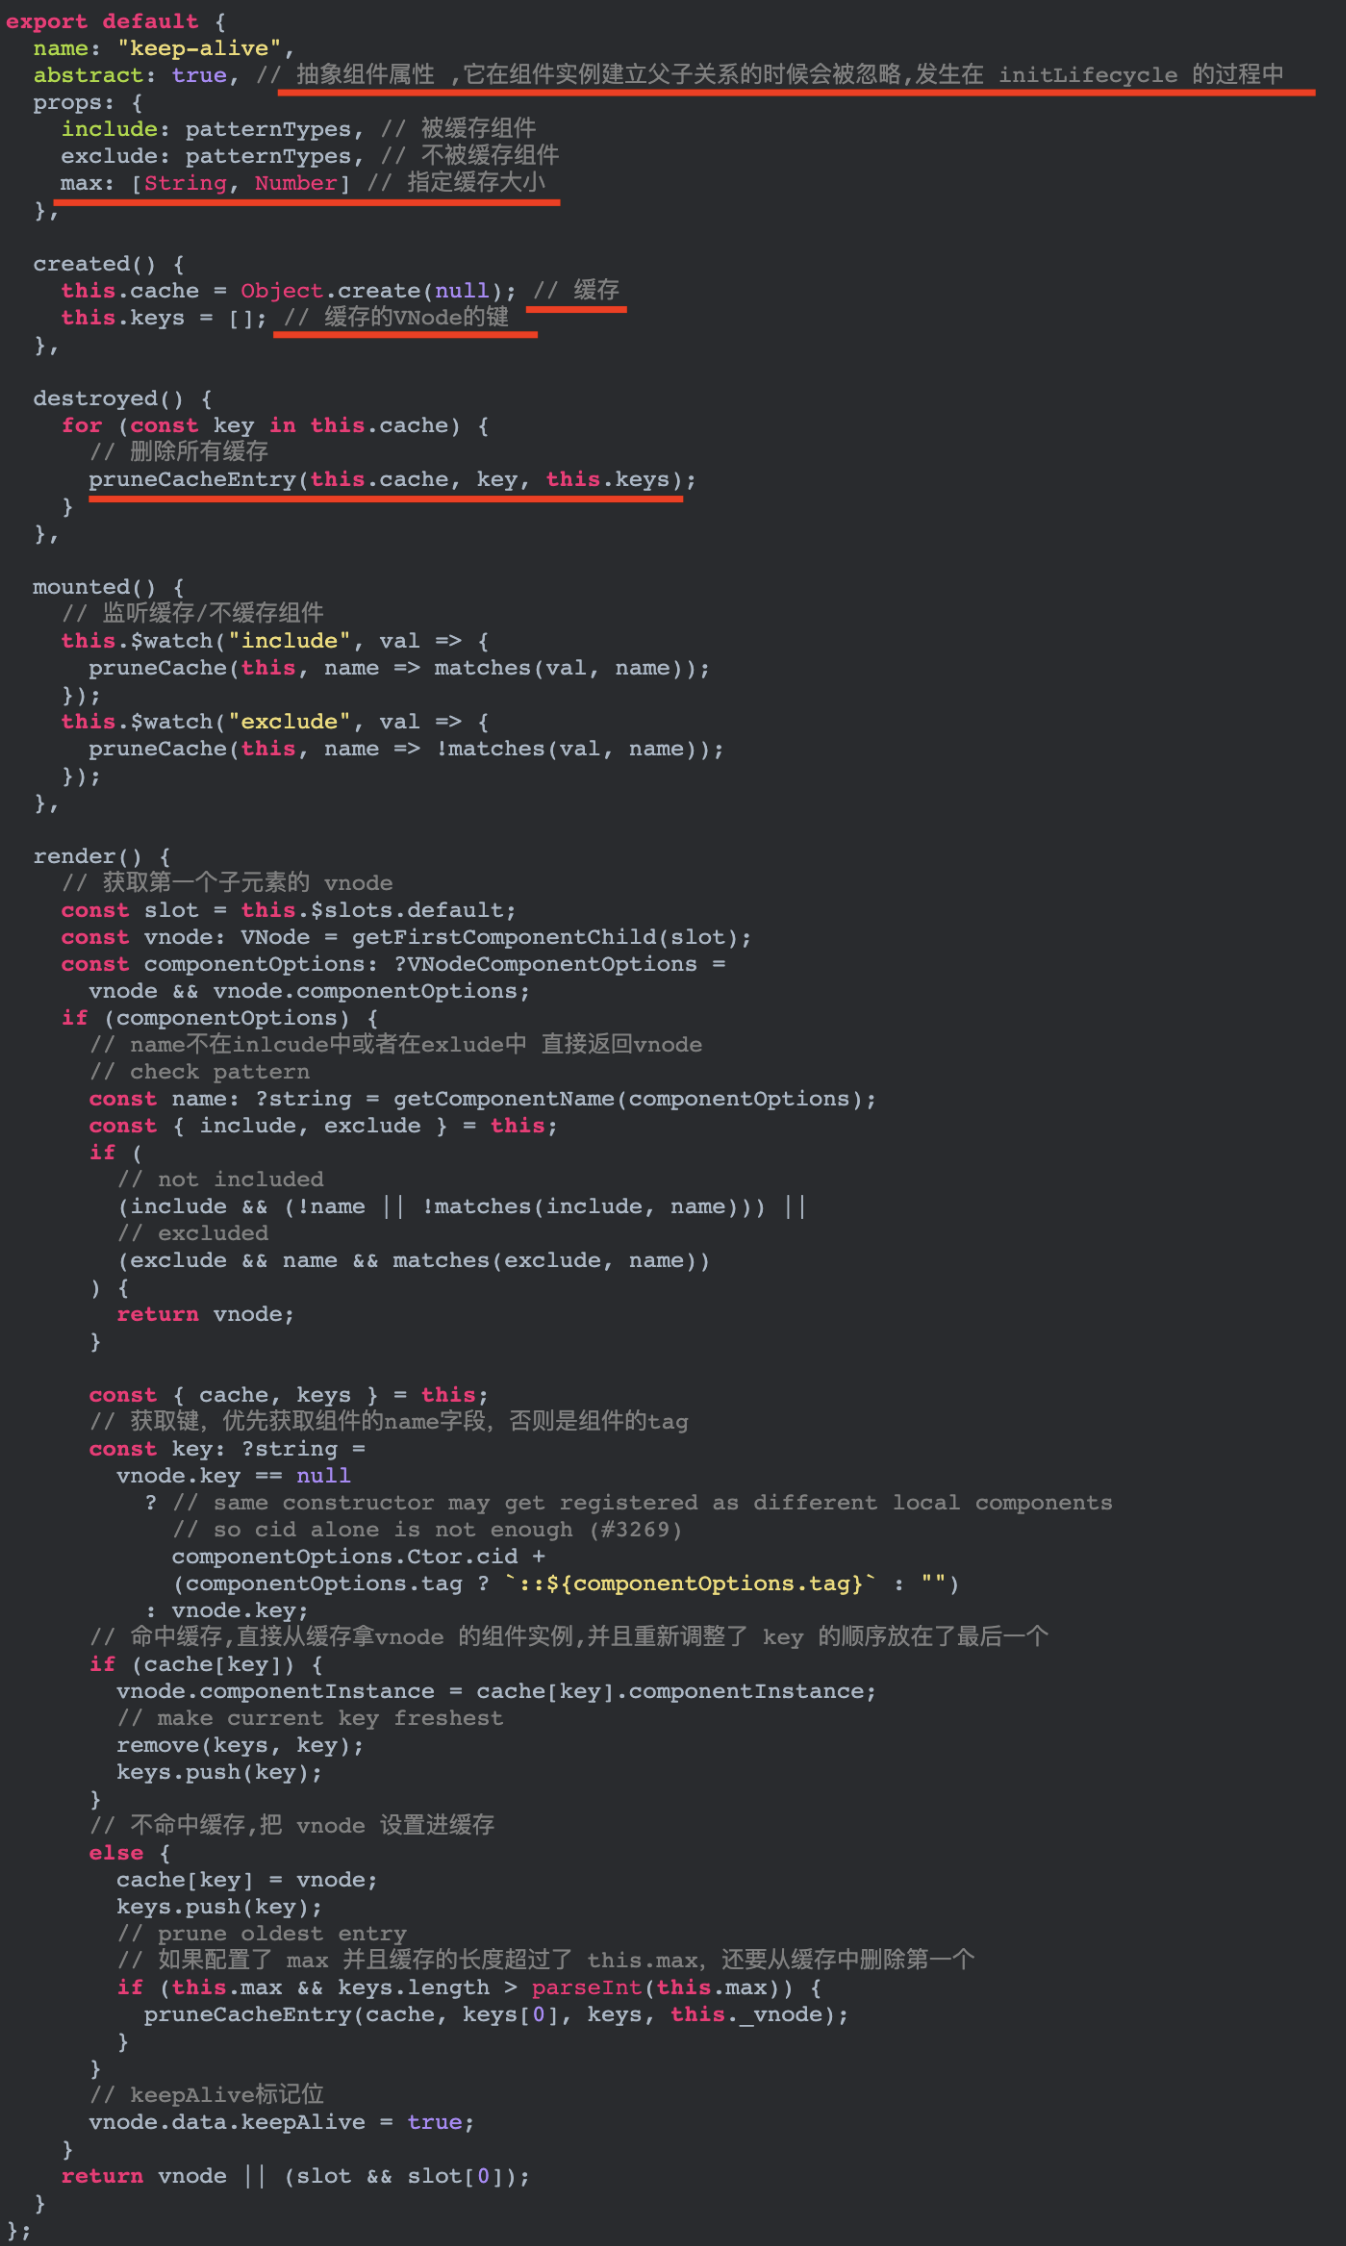 export default {
  name: "keep-alive",
  abstract: true, // 抽象组件属性 ,它在组件实例建立父子关系的时候会被忽略,发生在 initLifecycle 的过程中
  props: {
    include: patternTypes, // 被缓存组件
    exclude: patternTypes, // 不被缓存组件
    max: [String, Number] // 指定缓存大小
  },

  created() {
    this.cache = Object.create(null); // 缓存
    this.keys = []; // 缓存的VNode的键
  },

  destroyed() {
    for (const key in this.cache) {
      // 删除所有缓存
      pruneCacheEntry(this.cache, key, this.keys);
    }
  },

  mounted() {
    // 监听缓存/不缓存组件
    this.$watch("include", val => {
      pruneCache(this, name => matches(val, name));
    });
    this.$watch("exclude", val => {
      pruneCache(this, name => !matches(val, name));
    });
  },

  render() {
    // 获取第一个子元素的 vnode
    const slot = this.$slots.default;
    const vnode: VNode = getFirstComponentChild(slot);
    const componentOptions: ?VNodeComponentOptions =
      vnode && vnode.componentOptions;
    if (componentOptions) {
      // name不在inlcude中或者在exlude中 直接返回vnode
      // check pattern
      const name: ?string = getComponentName(componentOptions);
      const { include, exclude } = this;
      if (
        // not included
        (include && (!name || !matches(include, name))) ||
        // excluded
        (exclude && name && matches(exclude, name))
      ) {
        return vnode;
      }

      const { cache, keys } = this;
      // 获取键，优先获取组件的name字段，否则是组件的tag
      const key: ?string =
        vnode.key == null
          ? // same constructor may get registered as different local components
            // so cid alone is not enough (#3269)
            componentOptions.Ctor.cid +
            (componentOptions.tag ? `::${componentOptions.tag}` : "")
          : vnode.key;
      // 命中缓存,直接从缓存拿vnode 的组件实例,并且重新调整了 key 的顺序放在了最后一个
      if (cache[key]) {
        vnode.componentInstance = cache[key].componentInstance;
        // make current key freshest
        remove(keys, key);
        keys.push(key);
      }
      // 不命中缓存,把 vnode 设置进缓存
      else {
        cache[key] = vnode;
        keys.push(key);
        // prune oldest entry
        // 如果配置了 max 并且缓存的长度超过了 this.max，还要从缓存中删除第一个
        if (this.max && keys.length > parseInt(this.max)) {
          pruneCacheEntry(cache, keys[0], keys, this._vnode);
        }
      }
      // keepAlive标记位
      vnode.data.keepAlive = true;
    }
    return vnode || (slot && slot[0]);
  }
};